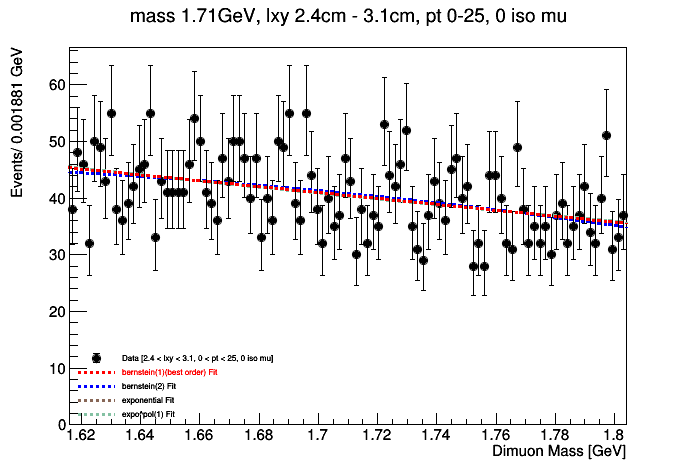 mass 1.71GeV, lxy 2.4cm - 3.1cm, pt 0-25, 0 iso mu
Events/ 0.001881 GeV
60
50
40
30
20
10
0
Data [2.4 < lxy < 3.1, 0 < pt < 25, 0 iso mu]
bernstein(1)(best order) Fit
bernstein(2) Fit
exponential Fit
expo*pol(1) Fit
1.62 1.64 1.66 1.68 1.7 1.72 1.74 1.76 1.78 1.8
Dimuon Mass [GeV]